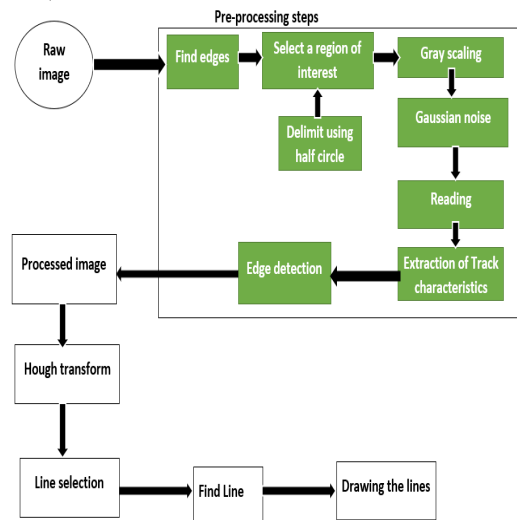 Pre-processing steps
Raw
image
Find edges
Select a region of
interest
Gray scaling
Delimit using
half circle
Gaussian noise
Reading
Extraction of Track
characteristics
Edge detection
Processed image
Hough transform
Line selection
Find Line
Drawing the lines